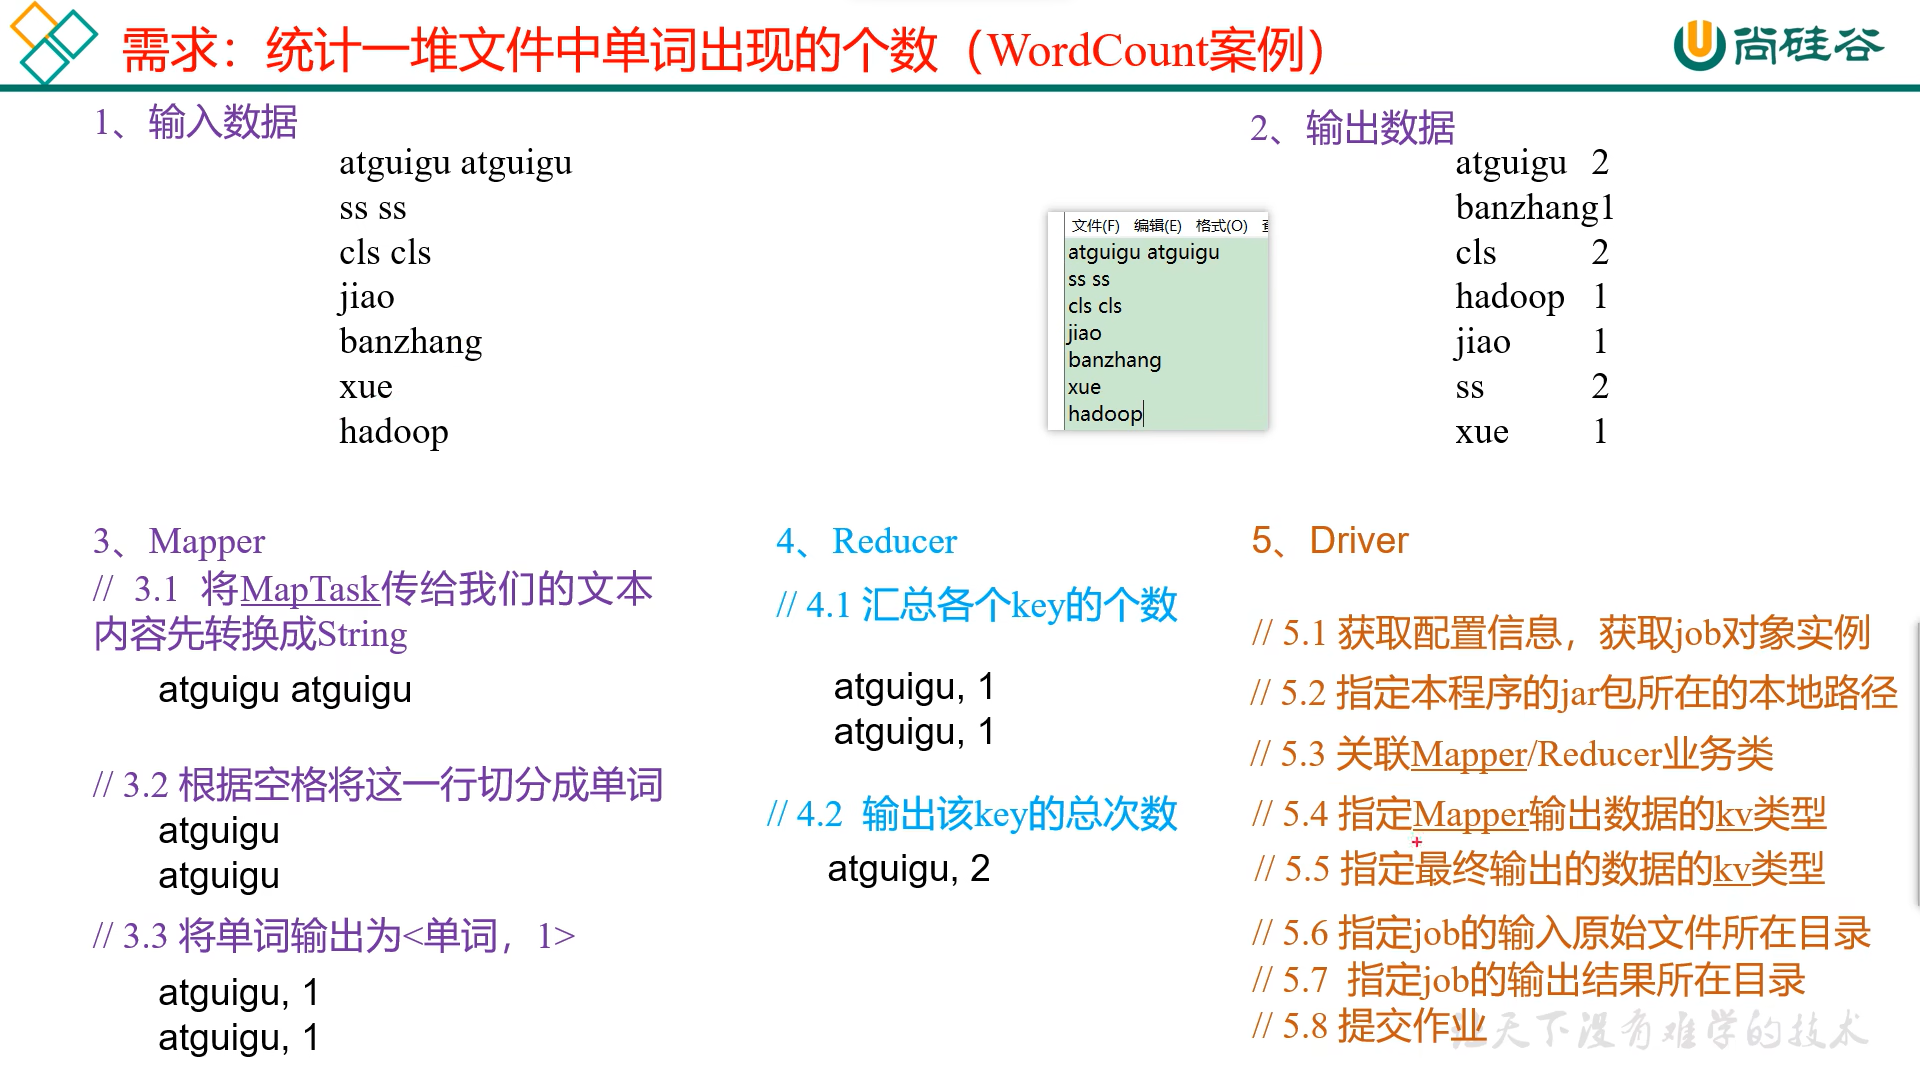 需求：统计一堆文件中单词出现的个数（WordCount案例）
尚硅谷
1、输入数据
atguigu atguigu
ss ss
cls cls
jiao
banzhang
xue
hadoop
文件(F) 编辑(E) 格式(O)
atguigu atguigu
ss ss
cls cls
jiao
banzhang
xue
hadoop
2、输出数据
atguigu 2
banzhang1
cls 2
hadoop 1
jiao 1
ss 2
xue 1
3、Mapper
// 3.1 将MapTask传给我们的文本
内容先转换成String
atguigu atguigu
// 3.2 根据空格将这一行切分成单词
atguigu
atguigu
// 3.3 将单词输出为<单词，1>
atguigu, 1
atguigu, 1
4、Reducer
// 4.1 汇总各个key的个数
atguigu, 1
atguigu, 1
// 4.2 输出该key的总次数
atguigu, 2
5、Driver
// 5.1 获取配置信息，获取job对象实例
// 5.2 指定本程序的jar包所在的本地路径
// 5.3 关联Mapper/Reducer业务类
// 5.4 指定Mapper输出数据的kv类型
// 5.5 指定最终输出的数据的kv类型
// 5.6 指定job的输入原始文件所在目录
// 5.7 指定job的输出结果所在目录
// 5.8 提交作业
让天下没有难学的技术